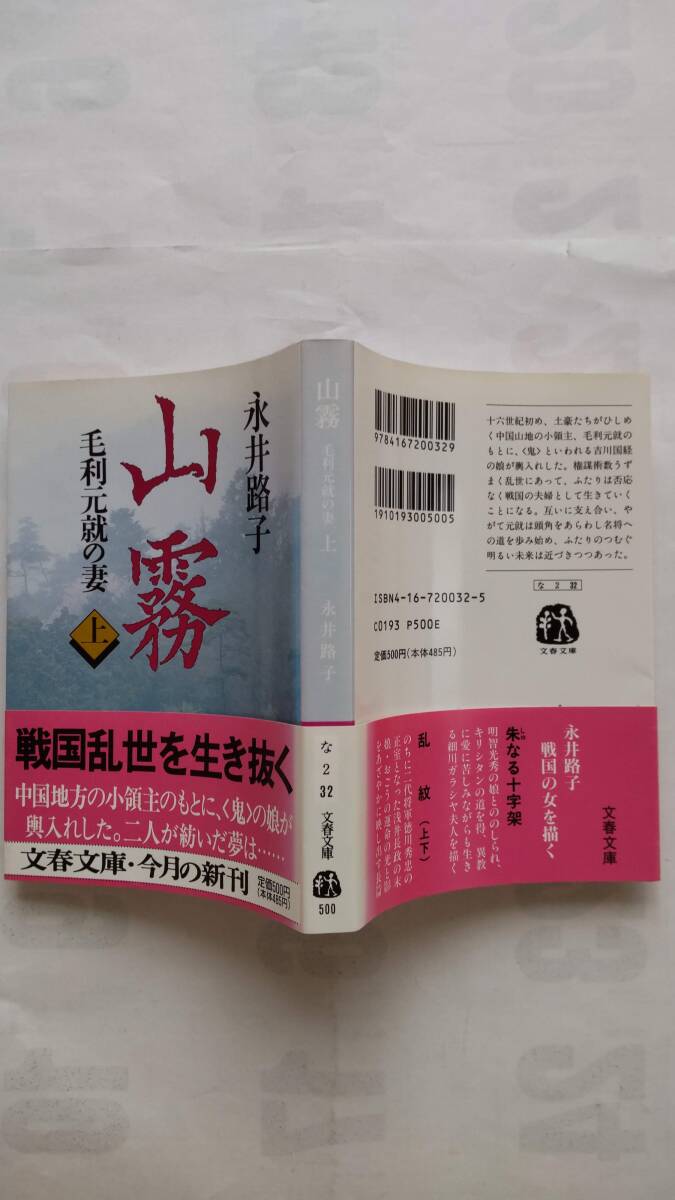 永井路子
山霧
毛利元就の妻
上
戦国乱世を生き抜く
中国地方の小領主のもとに、〈鬼〉の娘が
輿入れした。二人が紡いだ夢は……
文春文庫・今月の新刊
定価500円
(本体485円)
山霧
毛利元就の妻
上
永井路子
な
2
32
文春文庫
500
9784167200329
1910193005005
ISBN4-16-720032-5
C0193 P500E
定価500円(本体485円)
十六世紀初め、土豪たちがひしめ
く中国山地の小領主、毛利元就の
もとに、〈鬼〉といわれる吉川国経
の娘が輿入れした。権謀術数うず
まく乱世にあって、ふたりは否応
なく戦国の夫婦として生きていく
ことになる。互いに支え合い、や
がて元就は頭角をあらわし名将へ
の道を歩み始め、ふたりのつむぐ
明るい未来は近づきつつあった。
な 2 32
文春文庫
文春文庫
永井路子
戦国の女を描く
朱なる十字架
明智光秀の娘とののしられ、
キリシタンの道を得、異教
に愛に苦しみながらも生き
る細川ガラシヤ夫人を描く
乱紋(上下)
のちに二代将軍徳川秀忠の
正室となった浅井長政の末
娘・おごうの運命の光と影
をあざやかに映し出す長篇